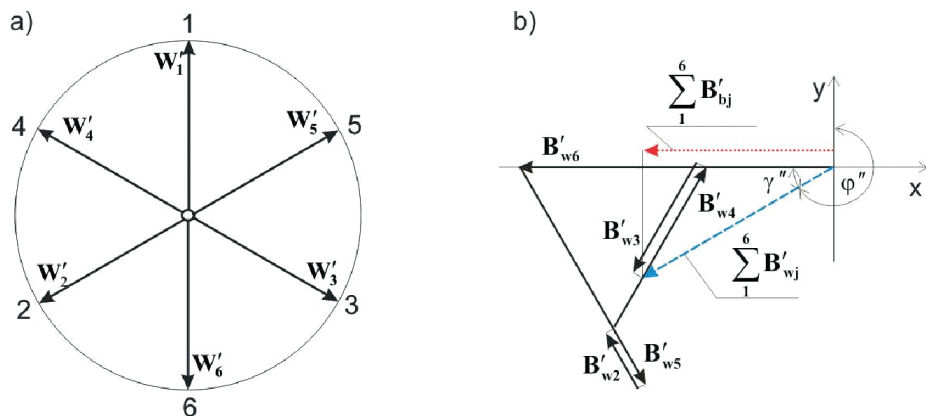 a)
1
W′₁
4
W′₄
W′₅
5
W′₂
2
W′₃
3
W′₆
6
b)
6
∑ B′bj
1
y
B′w6
x
γ″
φ″
B′w4
B′w3
6
∑ B′wj
1
B′w2
B′w5